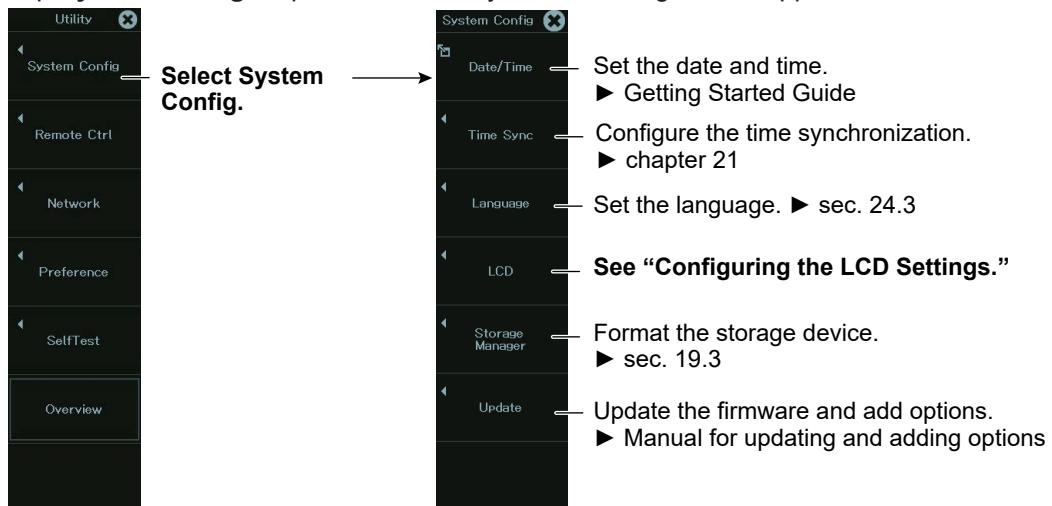 Utility
System Config
Remote Ctrl
Network
Preference
SelfTest
Overview
Select System
Config.
System Config
Date/Time
Set the date and time.
► Getting Started Guide
Time Sync
Configure the time synchronization.
► chapter 21
Language
Set the language. ► sec. 24.3
LCD
See “Configuring the LCD Settings.”
Storage
Manager
Format the storage device.
► sec. 19.3
Update
Update the firmware and add options.
► Manual for updating and adding options